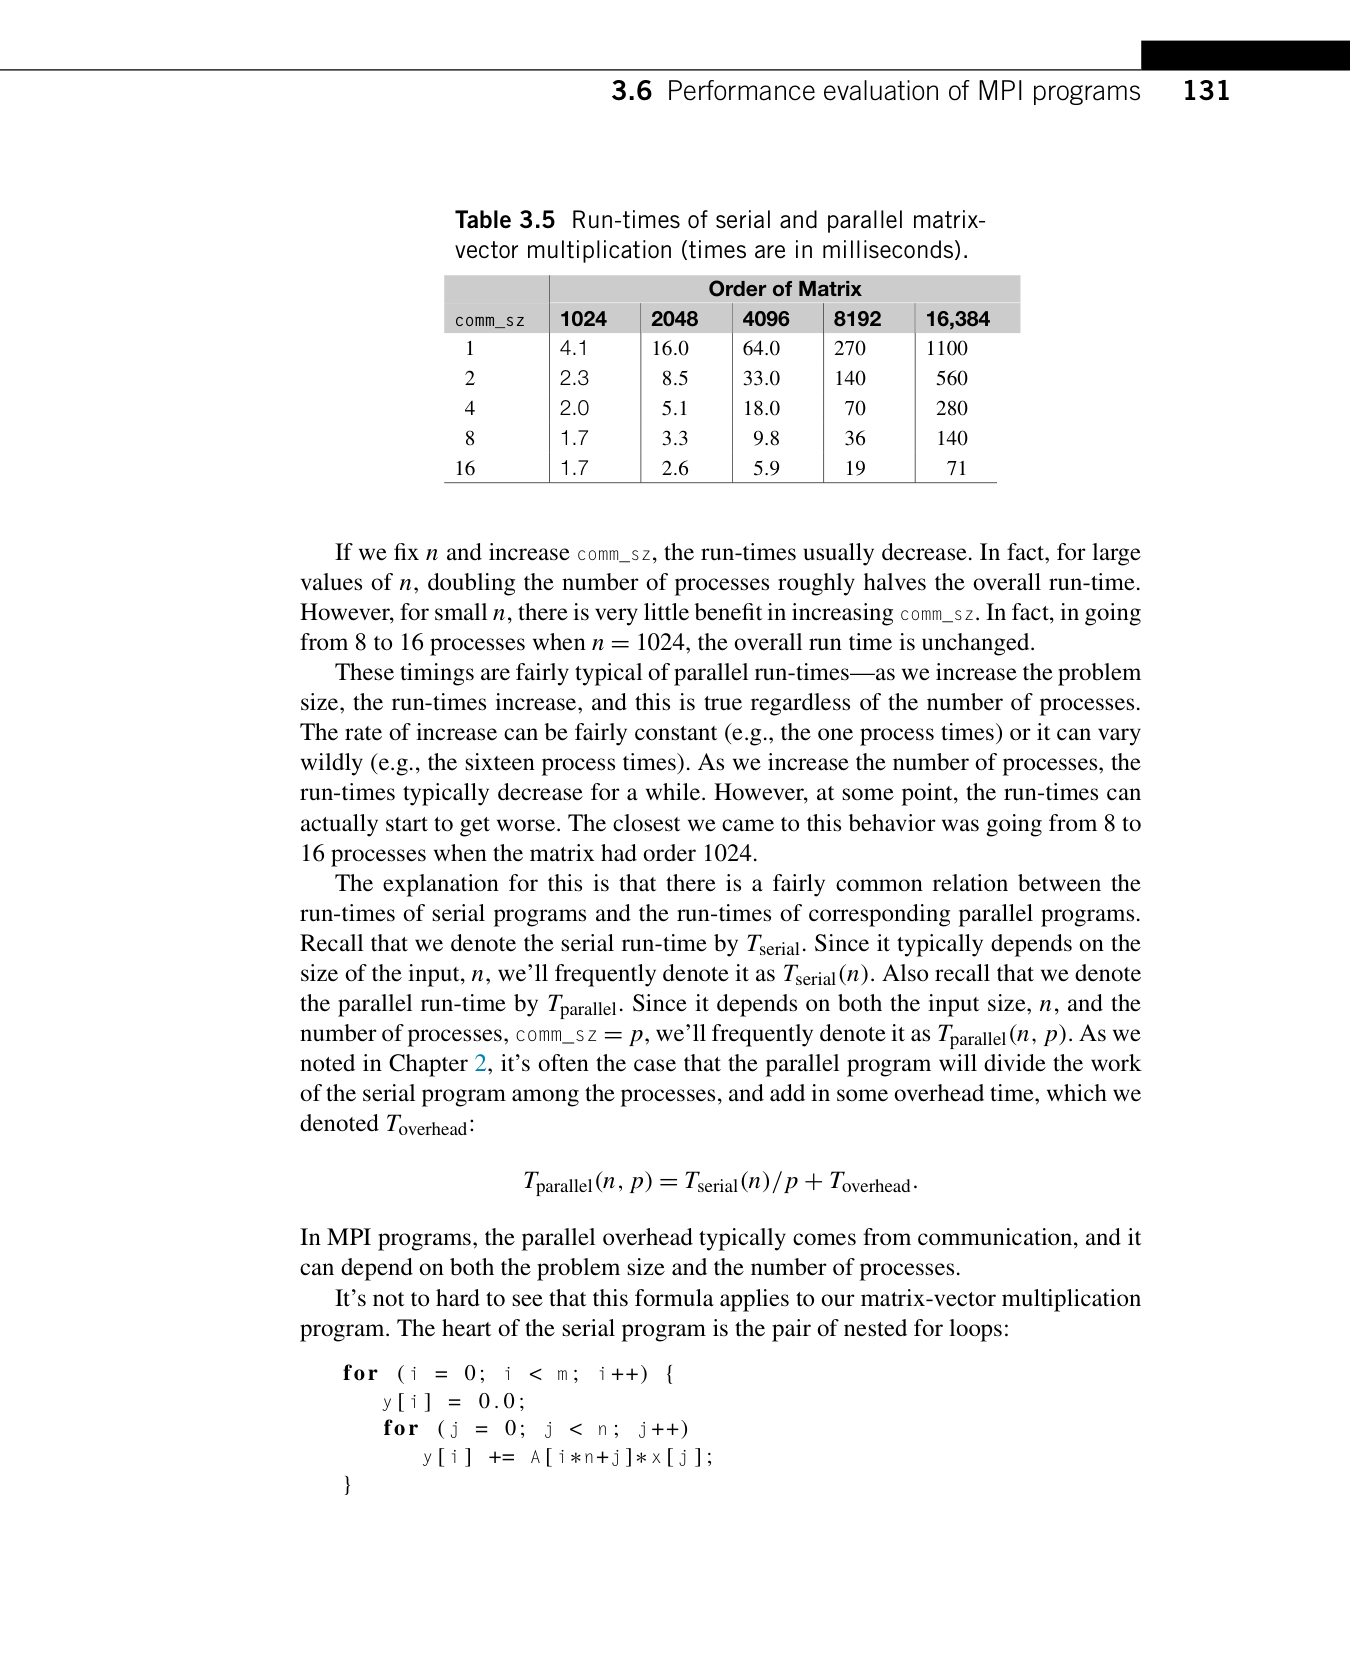 3.6 Performance evaluation of MPI programs 131
Table 3.5 Run-times of serial and parallel matrix-
vector multiplication (times are in milliseconds).
Order of Matrix
comm_sz 1024 2048 4096 8192 16,384
1 4.1 16.0 64.0 270 1100
2 2.3 8.5 33.0 140 560
4 2.0 5.1 18.0 70 280
8 1.7 3.3 9.8 36 140
16 1.7 2.6 5.9 19 71
If we fix n and increase comm_sz, the run-times usually decrease. In fact, for large
values of n, doubling the number of processes roughly halves the overall run-time.
However, for small n, there is very little benefit in increasing comm_sz. In fact, in going
from 8 to 16 processes when n = 1024, the overall run time is unchanged.
These timings are fairly typical of parallel run-times—as we increase the problem
size, the run-times increase, and this is true regardless of the number of processes.
The rate of increase can be fairly constant (e.g., the one process times) or it can vary
wildly (e.g., the sixteen process times). As we increase the number of processes, the
run-times typically decrease for a while. However, at some point, the run-times can
actually start to get worse. The closest we came to this behavior was going from 8 to
16 processes when the matrix had order 1024.
The explanation for this is that there is a fairly common relation between the
run-times of serial programs and the run-times of corresponding parallel programs.
Recall that we denote the serial run-time by Tserial. Since it typically depends on the
size of the input, n, we’ll frequently denote it as Tserial(n). Also recall that we denote
the parallel run-time by Tparallel. Since it depends on both the input size, n, and the
number of processes, comm_sz = p, we’ll frequently denote it as Tparallel(n, p). As we
noted in Chapter 2, it’s often the case that the parallel program will divide the work
of the serial program among the processes, and add in some overhead time, which we
denoted Toverhead:
Tparallel(n, p) = Tserial(n)/p + Toverhead.
In MPI programs, the parallel overhead typically comes from communication, and it
can depend on both the problem size and the number of processes.
It’s not to hard to see that this formula applies to our matrix-vector multiplication
program. The heart of the serial program is the pair of nested for loops:
for (i = 0; i < m; i++) {
y[i] = 0.0;
for (j = 0; j < n; j++)
y[i] += A[i*n+j]*x[j];
}